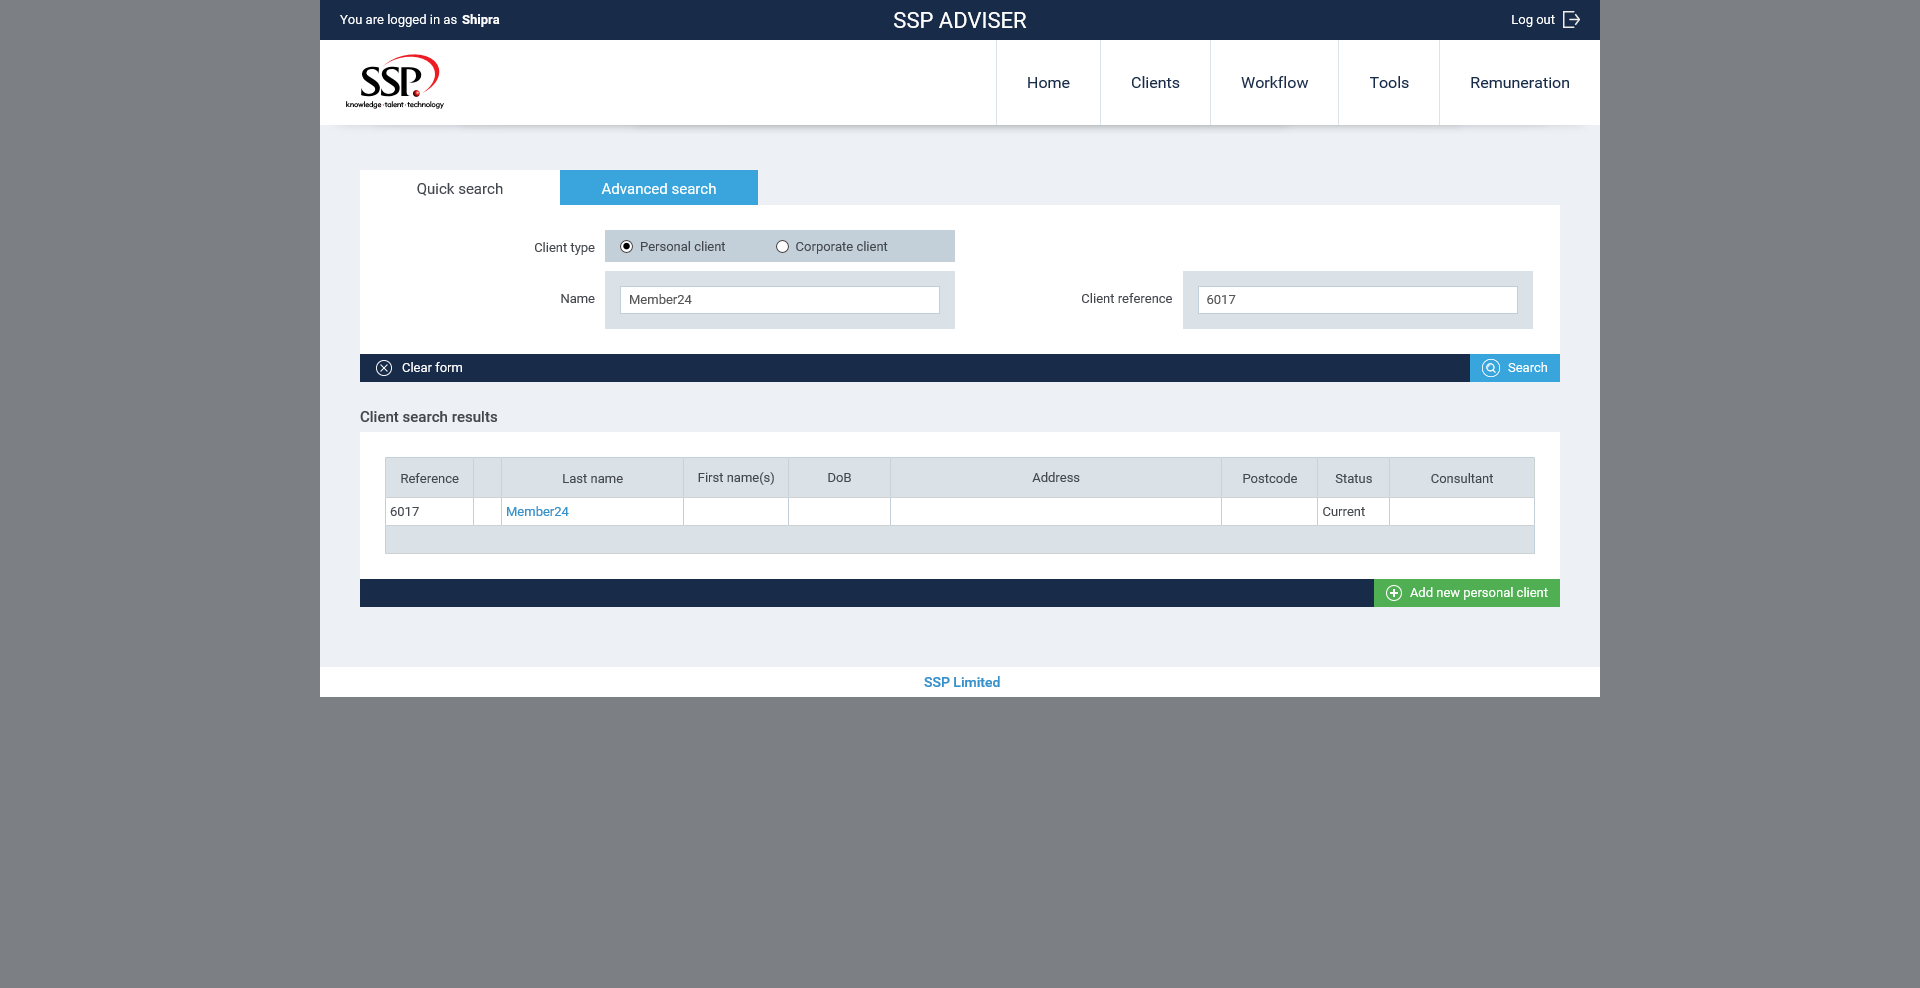 You are logged in as Shipra
SSP ADVISER
Log out
SSP.
knowledge·talent·technology
Home
Clients
Workflow
Tools
Remuneration
Quick search
Advanced search
Client type
Personal client
Corporate client
Name
Member24
Client reference
6017
Clear form
Search
Client search results
Reference
Last name
First name(s)
DoB
Address
Postcode
Status
Consultant
6017
Member24
Current
Add new personal client
SSP Limited